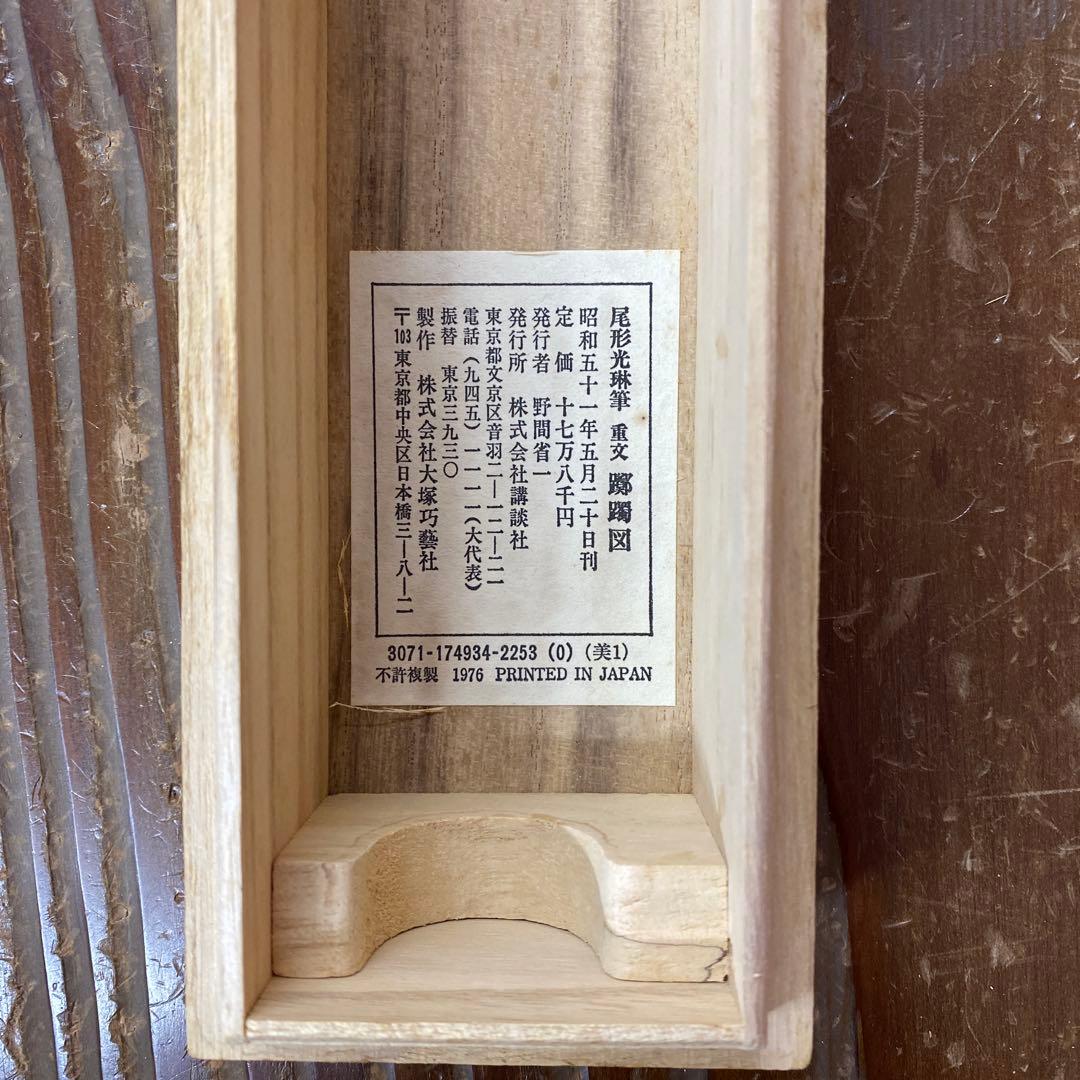 尾形光琳筆 重文 躑躅図
昭和五十一年五月二十日刊
定 価 十七万八千円
発行者 野間省一
発行所 株式会社講談社
東京都文京区音羽二―一二―二一
電話(九四五)一一一一(大代表)
振替 東京三九三〇
製作 株式会社大塚巧藝社
〒103 東京都中央区日本橋三―八―二
3071-174934-2253 (0) (美1)
不許複製 1976 PRINTED IN JAPAN